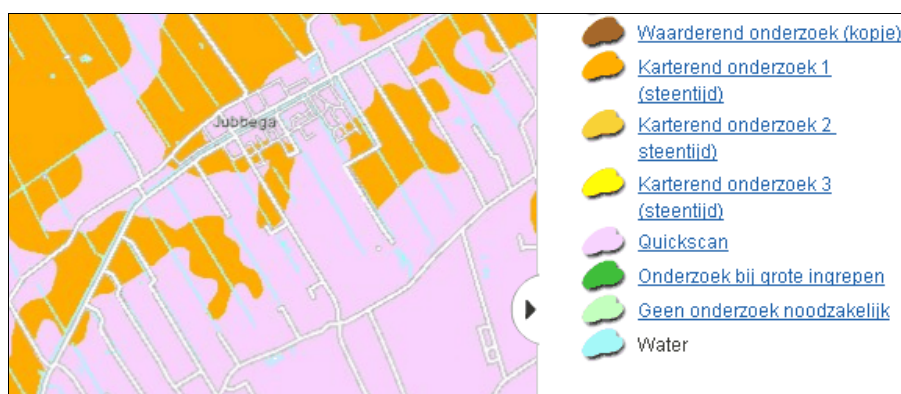 Jubbega
Waarderend onderzoek (kopje)
Karterend onderzoek 1
(steentijd)
Karterend onderzoek 2
steentijd)
Karterend onderzoek 3
(steentijd)
Quickscan
Onderzoek bij grote ingrepen
Geen onderzoek noodzakelijk
Water